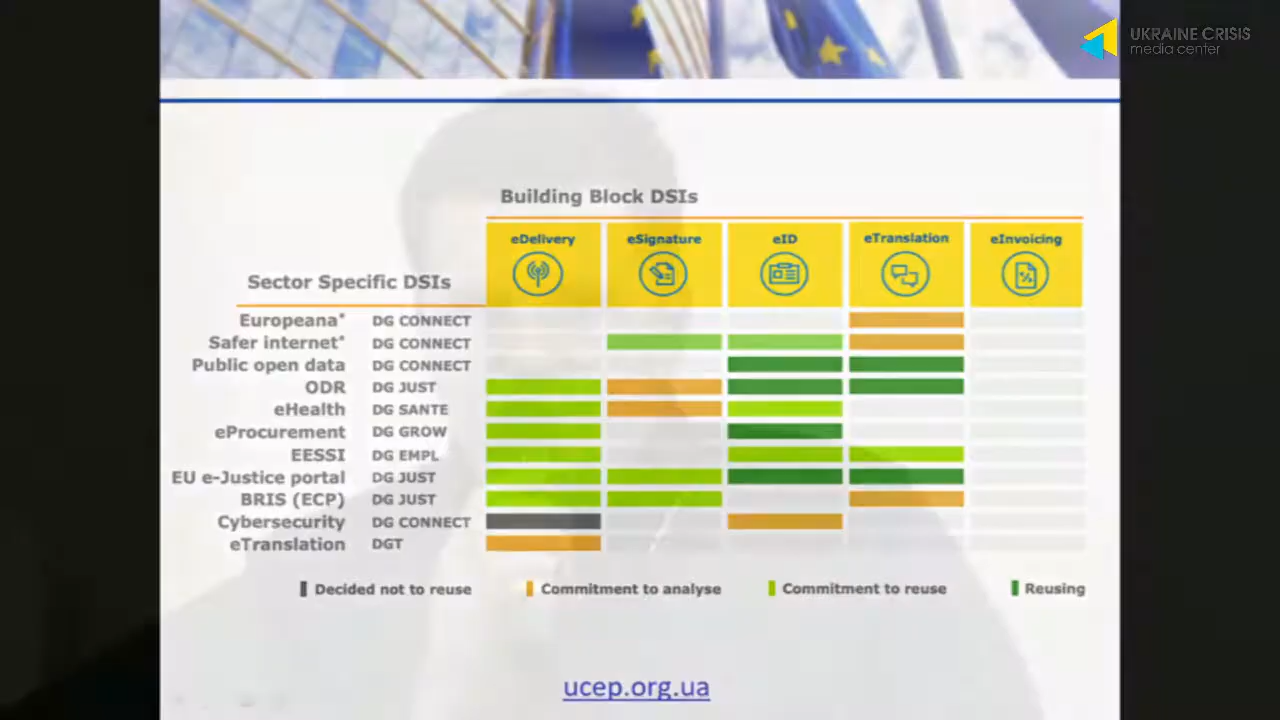 UKRAINE CRISIS
media center
Building Block DSIs
eDelivery eSignature eID eTranslation eInvoicing
Sector Specific DSIs
Europeana* DG CONNECT
Safer internet* DG CONNECT
Public open data DG CONNECT
ODR DG JUST
eHealth DG SANTE
eProcurement DG GROW
EESSI DG EMPL
EU e-Justice portal DG JUST
BRIS (ECP) DG JUST
Cybersecurity DG CONNECT
eTranslation DGT
Decided not to reuse Commitment to analyse Commitment to reuse Reusing
ucep.org.ua